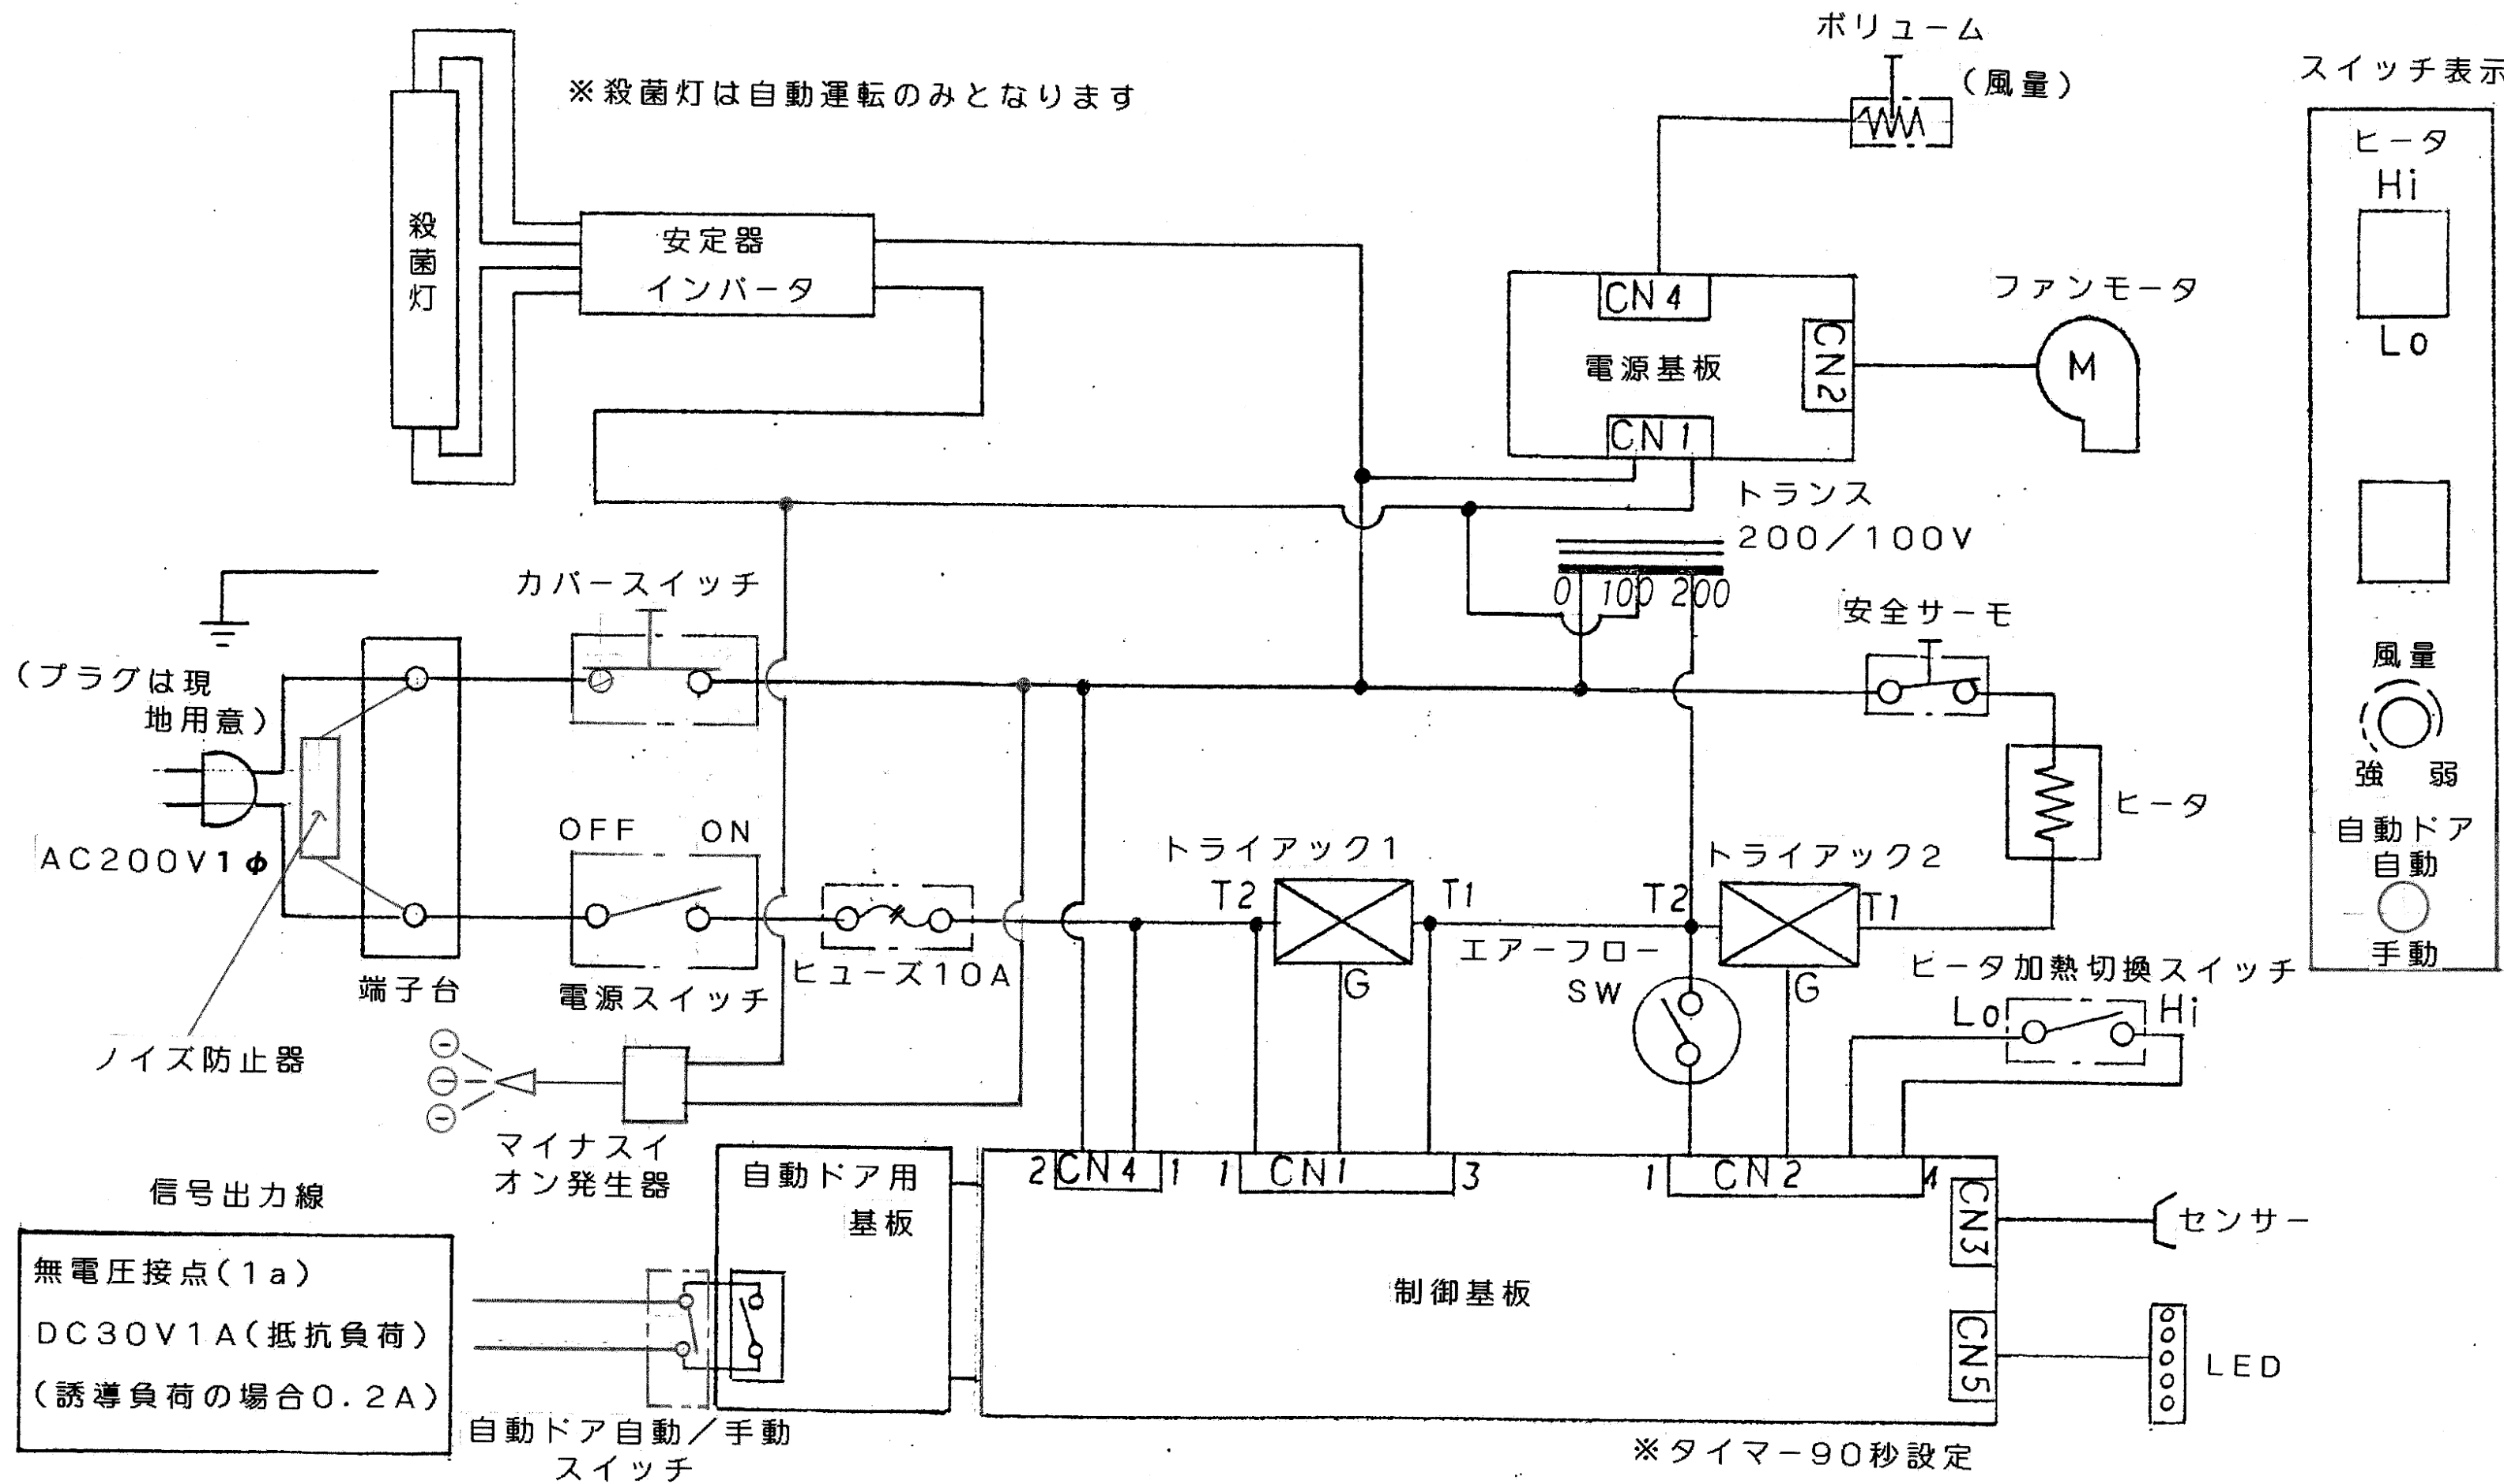 ボリューム
（風量）
スイッチ表示
※殺菌灯は自動運転のみとなります
ヒータ
Hi
Lo
殺菌灯
安定器
インバータ
CN4
電源基板
CN2
CN1
ファンモータ
M
トランス
200／100V
0 100 200
カバースイッチ
安全サーモ
（プラグは現
地用意）
風量
強 弱
ヒータ
自動ドア
自動
手動
AC200V1φ
OFF ON
トライアック1
T2 T1
G
トライアック2
T2 T1
G
エアーフロー
SW
ヒータ加熱切換スイッチ
Lo Hi
端子台
電源スイッチ
ヒューズ10A
ノイズ防止器
マイナスイ
オン発生器
自動ドア用
基板
2 CN4 1
1 CN1 3
1 CN2 4
CN3
センサー
制御基板
CN5
LED
信号出力線
無電圧接点(1a)
DC30V1A(抵抗負荷)
(誘導負荷の場合0.2A)
自動ドア自動／手動
スイッチ
※タイマー90秒設定